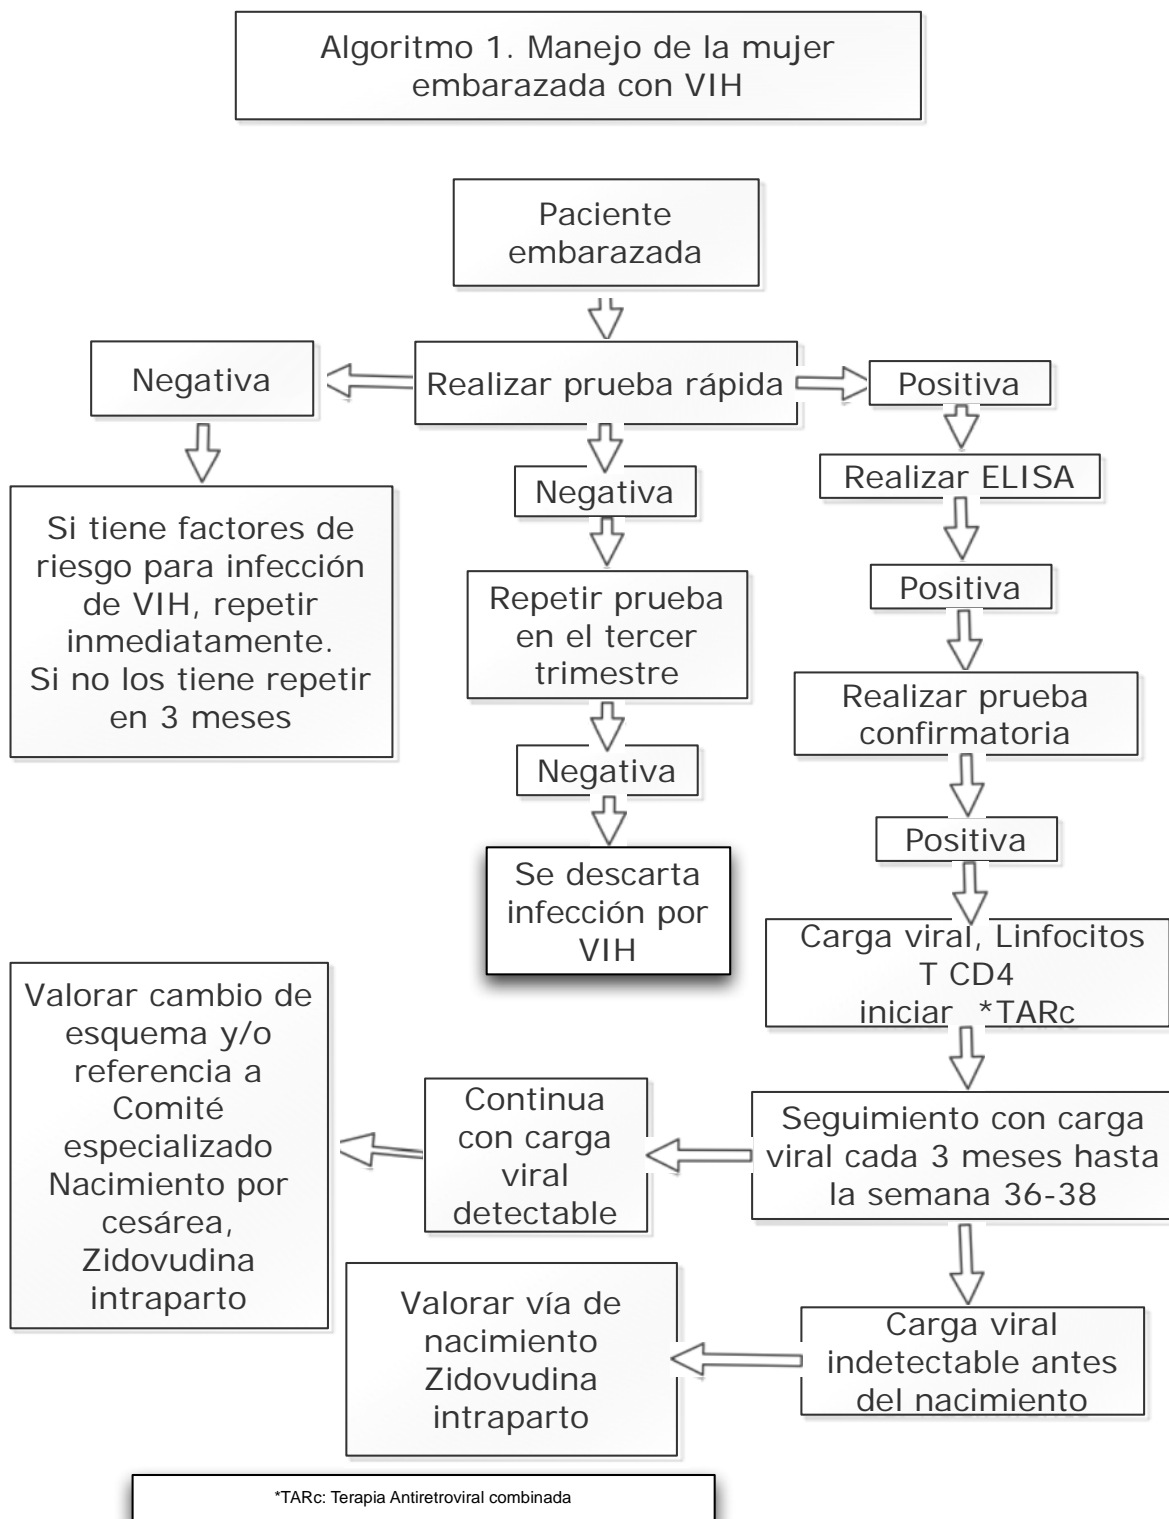 Algoritmo 1. Manejo de la mujer
embarazada con VIH
Paciente
embarazada
Negativa
Realizar prueba rápida
Positiva
Si tiene factores de
riesgo para infección
de VIH, repetir
inmediatamente.
Si no los tiene repetir
en 3 meses
Negativa
Repetir prueba
en el tercer
trimestre
Negativa
Se descarta
infección por
VIH
Realizar ELISA
Positiva
Realizar prueba
confirmatoria
Positiva
Carga viral, Linfocitos
T CD4
iniciar *TARc
Seguimiento con carga
viral cada 3 meses hasta
la semana 36-38
Continua
con carga
viral
detectable
Valorar cambio de
esquema y/o
referencia a
Comité
especializado
Nacimiento por
cesárea,
Zidovudina
intraparto
Carga viral
indetectable antes
del nacimiento
Valorar vía de
nacimiento
Zidovudina
intraparto
*TARc: Terapia Antiretroviral combinada